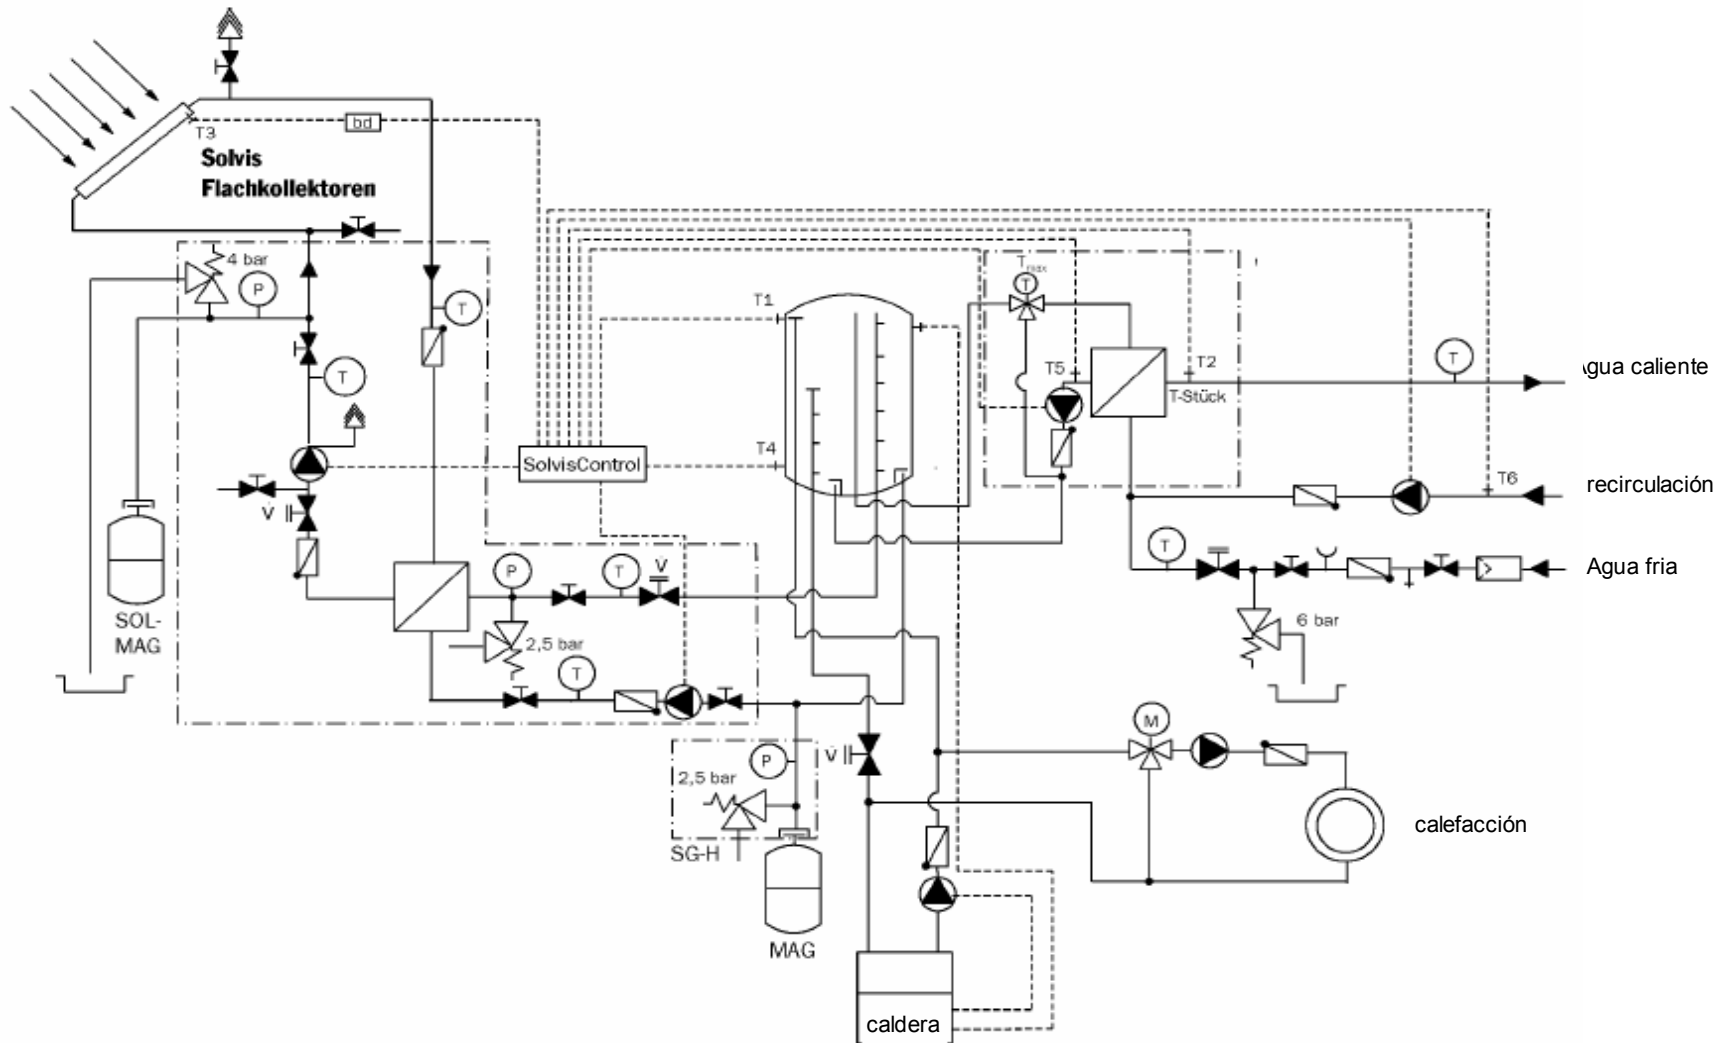 bd
T3
Solvis
Flachkollektoren
4 bar
P
T
T
T1
T
T5
T2
T-Stück
T
Agua caliente
T4
SolvisControl
T6
recirculación
V
P
T
V
T
Agua fria
SOL-
MAG
2,5 bar
T
6 bar
M
V
P
2,5 bar
SG-H
calefacción
MAG
caldera